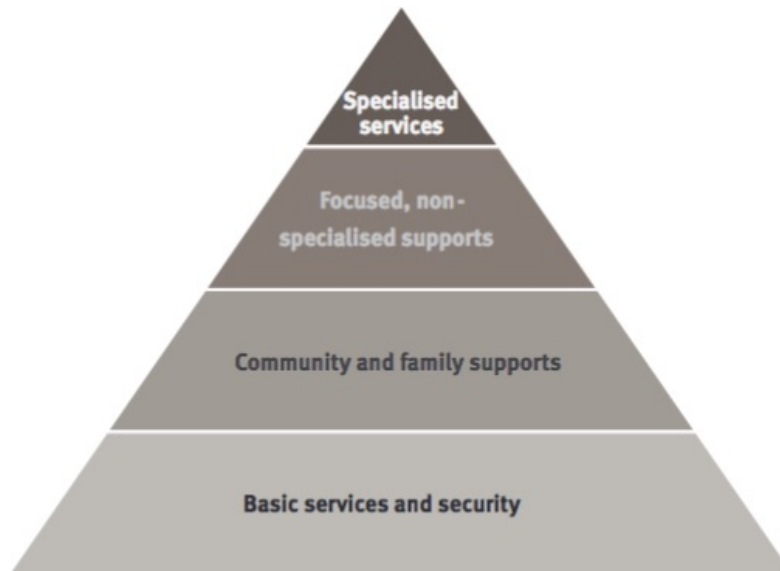 Specialised
services
Focused, non-
specialised supports
Community and family supports
Basic services and security